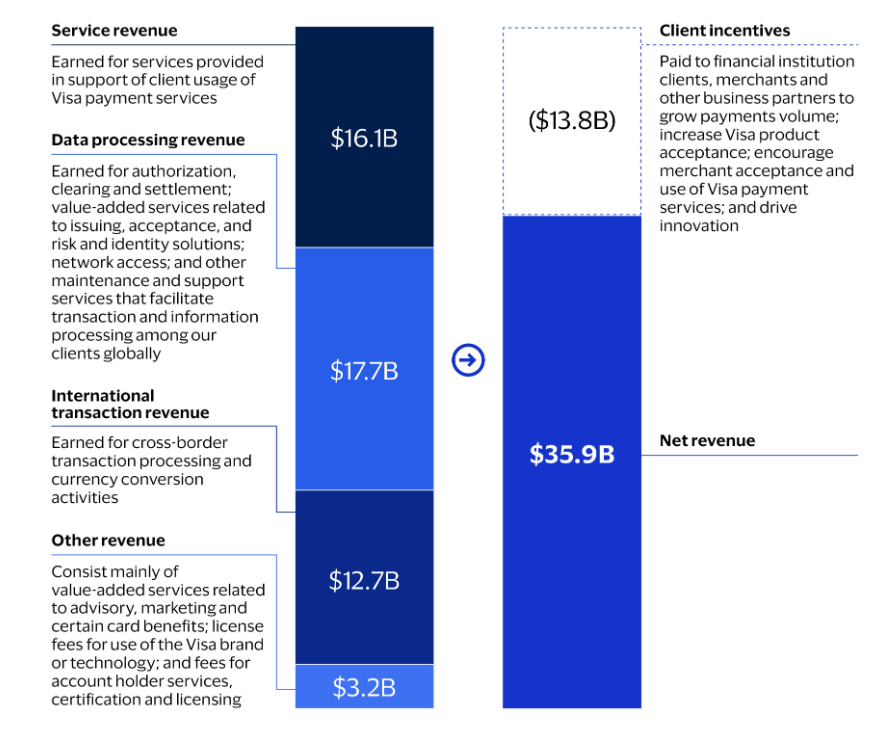 Service revenue
Earned for services provided
in support of client usage of
Visa payment services
Data processing revenue
Earned for authorization,
clearing and settlement;
value-added services related
to issuing, acceptance, and
risk and identity solutions;
network access; and other
maintenance and support
services that facilitate
transaction and information
processing among our
clients globally
International
transaction revenue
Earned for cross-border
transaction processing and
currency conversion
activities
Other revenue
Consist mainly of
value-added services related
to advisory, marketing and
certain card benefits; license
fees for use of the Visa brand
or technology; and fees for
account holder services,
certification and licensing
$16.1B
$17.7B
$12.7B
$3.2B
($13.8B)
$35.9B
Client incentives
Paid to financial institution
clients, merchants and
other business partners to
grow payments volume;
increase Visa product
acceptance; encourage
merchant acceptance and
use of Visa payment
services; and drive
innovation
Net revenue